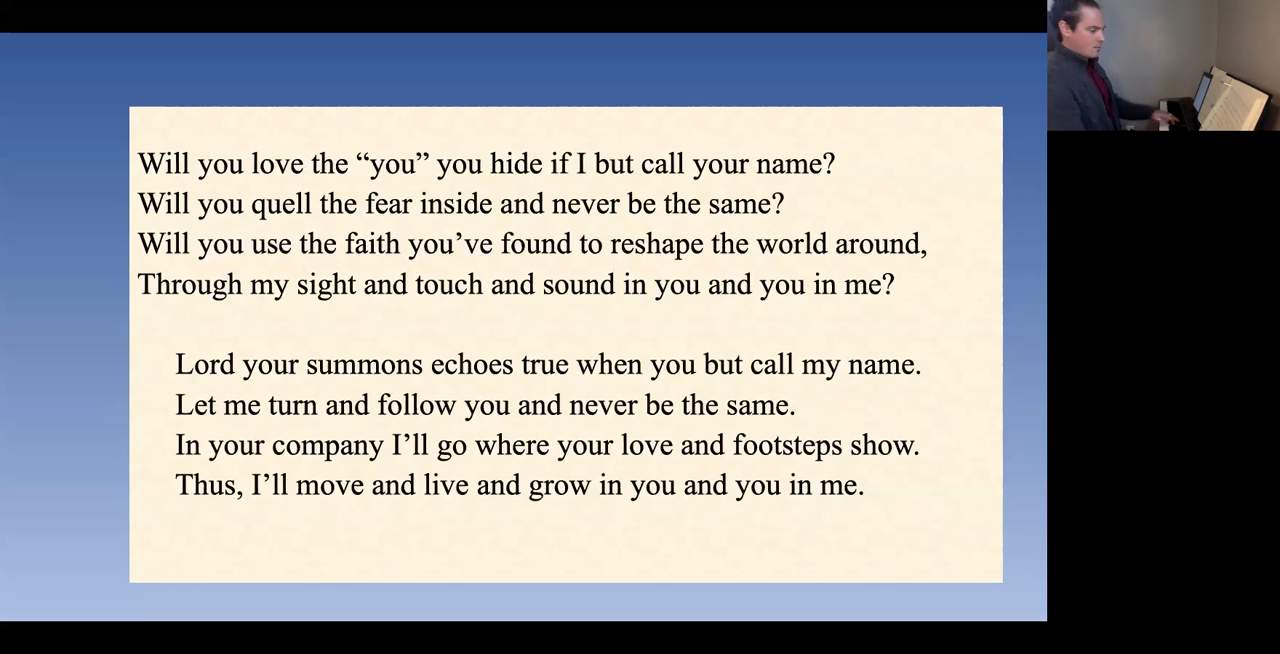 Will you love the “you” you hide if I but call your name?
Will you quell the fear inside and never be the same?
Will you use the faith you’ve found to reshape the world around,
Through my sight and touch and sound in you and you in me?
Lord your summons echoes true when you but call my name.
Let me turn and follow you and never be the same.
In your company I’ll go where your love and footsteps show.
Thus, I’ll move and live and grow in you and you in me.